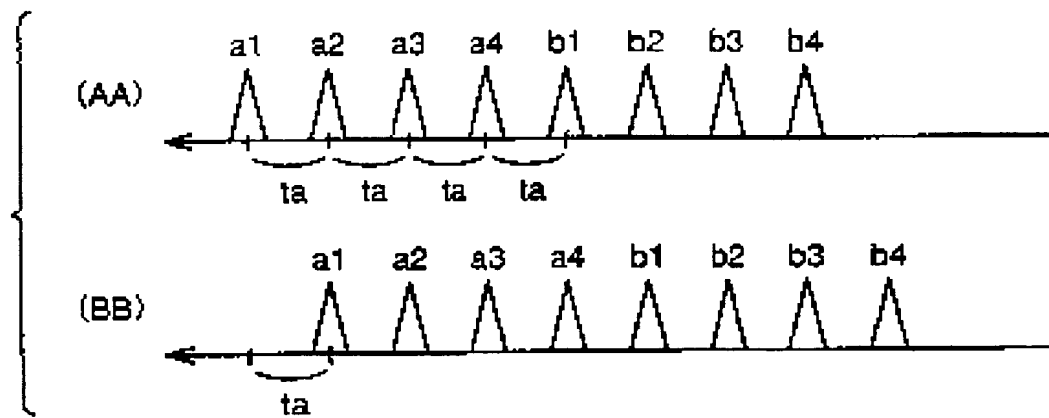 a1 a2 a3 a4 b1 b2 b3 b4
(AA)
ta ta ta ta
a1 a2 a3 a4 b1 b2 b3 b4
(BB)
ta